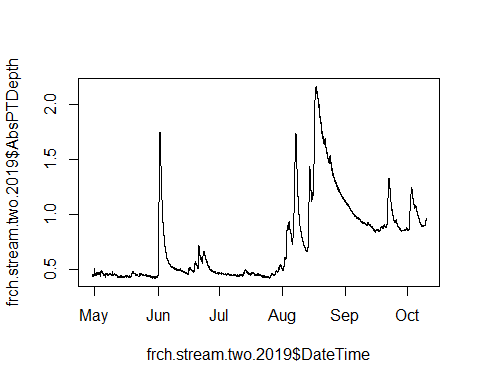 frch.stream.two.2019$AbsPTDepth
2.0
1.5
1.0
0.5
May Jun Jul Aug Sep Oct
frch.stream.two.2019$DateTime